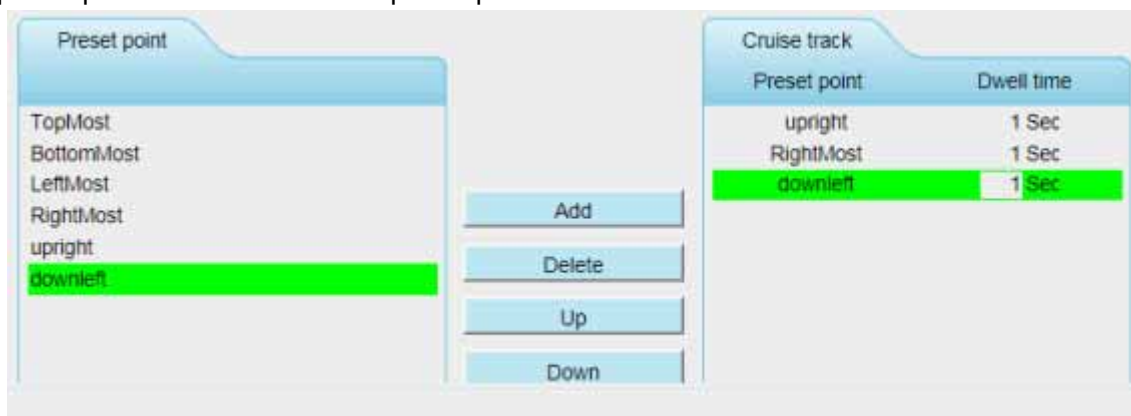 Preset point
TopMost
BottomMost
LeftMost
RightMost
upright
downleft
Add
Delete
Up
Down
Cruise track
Preset point Dwell time
upright 1 Sec
RightMost 1 Sec
downleft 1 Sec